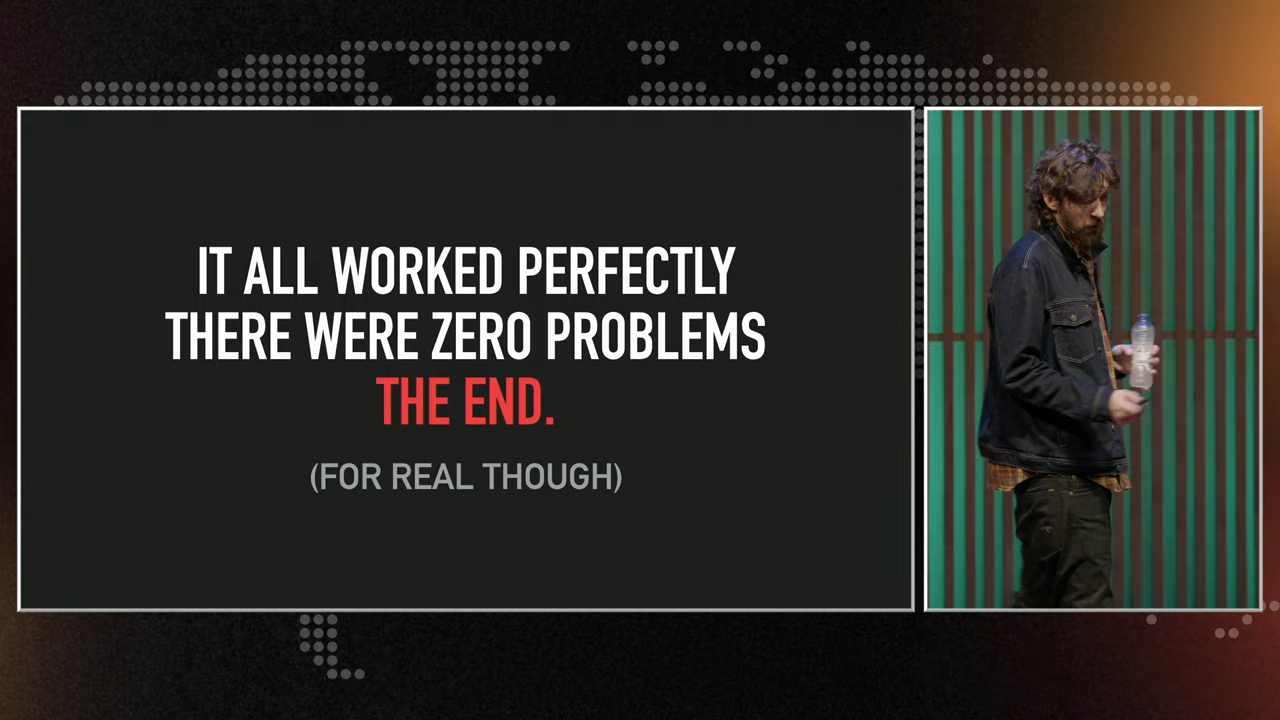 IT ALL WORKED PERFECTLY
THERE WERE ZERO PROBLEMS
THE END.
(FOR REAL THOUGH)